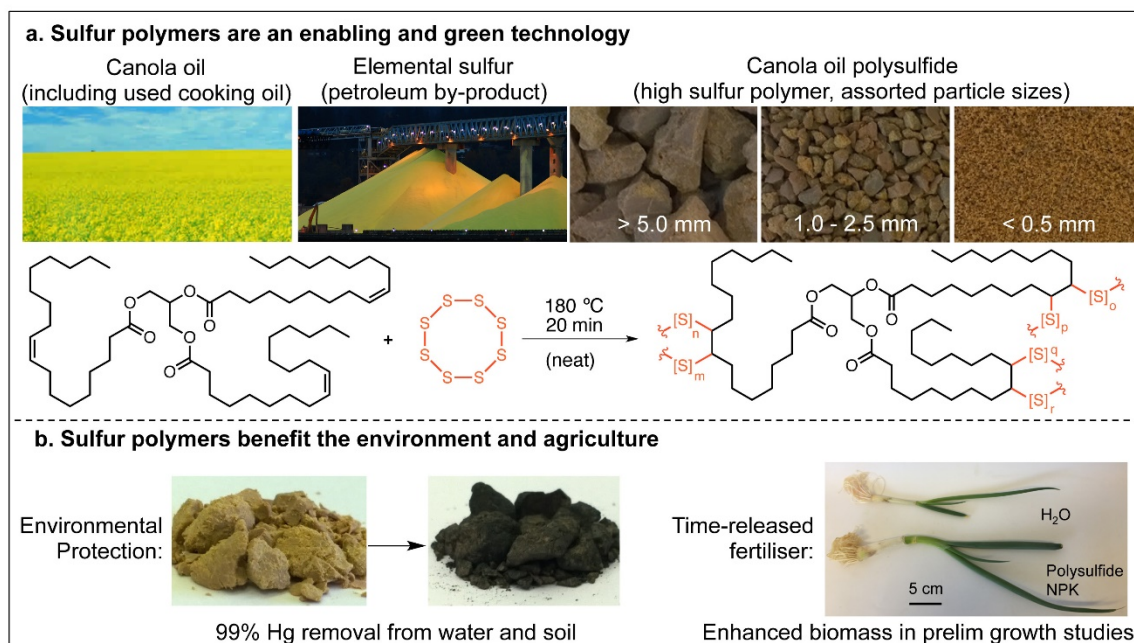 a. Sulfur polymers are an enabling and green technology
Canola oil
(including used cooking oil)
Elemental sulfur
(petroleum by-product)
Canola oil polysulfide
(high sulfur polymer, assorted particle sizes)
> 5.0 mm
1.0 - 2.5 mm
< 0.5 mm
O
O
O
O
O
O
+
S
S
S
S
S
S
S
S
180 ºC
20 min
(neat)
[S]n
[S]m
O
O
O
O
O
O
[S]o
[S]p
[S]q
[S]r
b. Sulfur polymers benefit the environment and agriculture
Environmental
Protection:
99% Hg removal from water and soil
Time-released
fertiliser:
H2O
Polysulfide
NPK
5 cm
Enhanced biomass in prelim growth studies